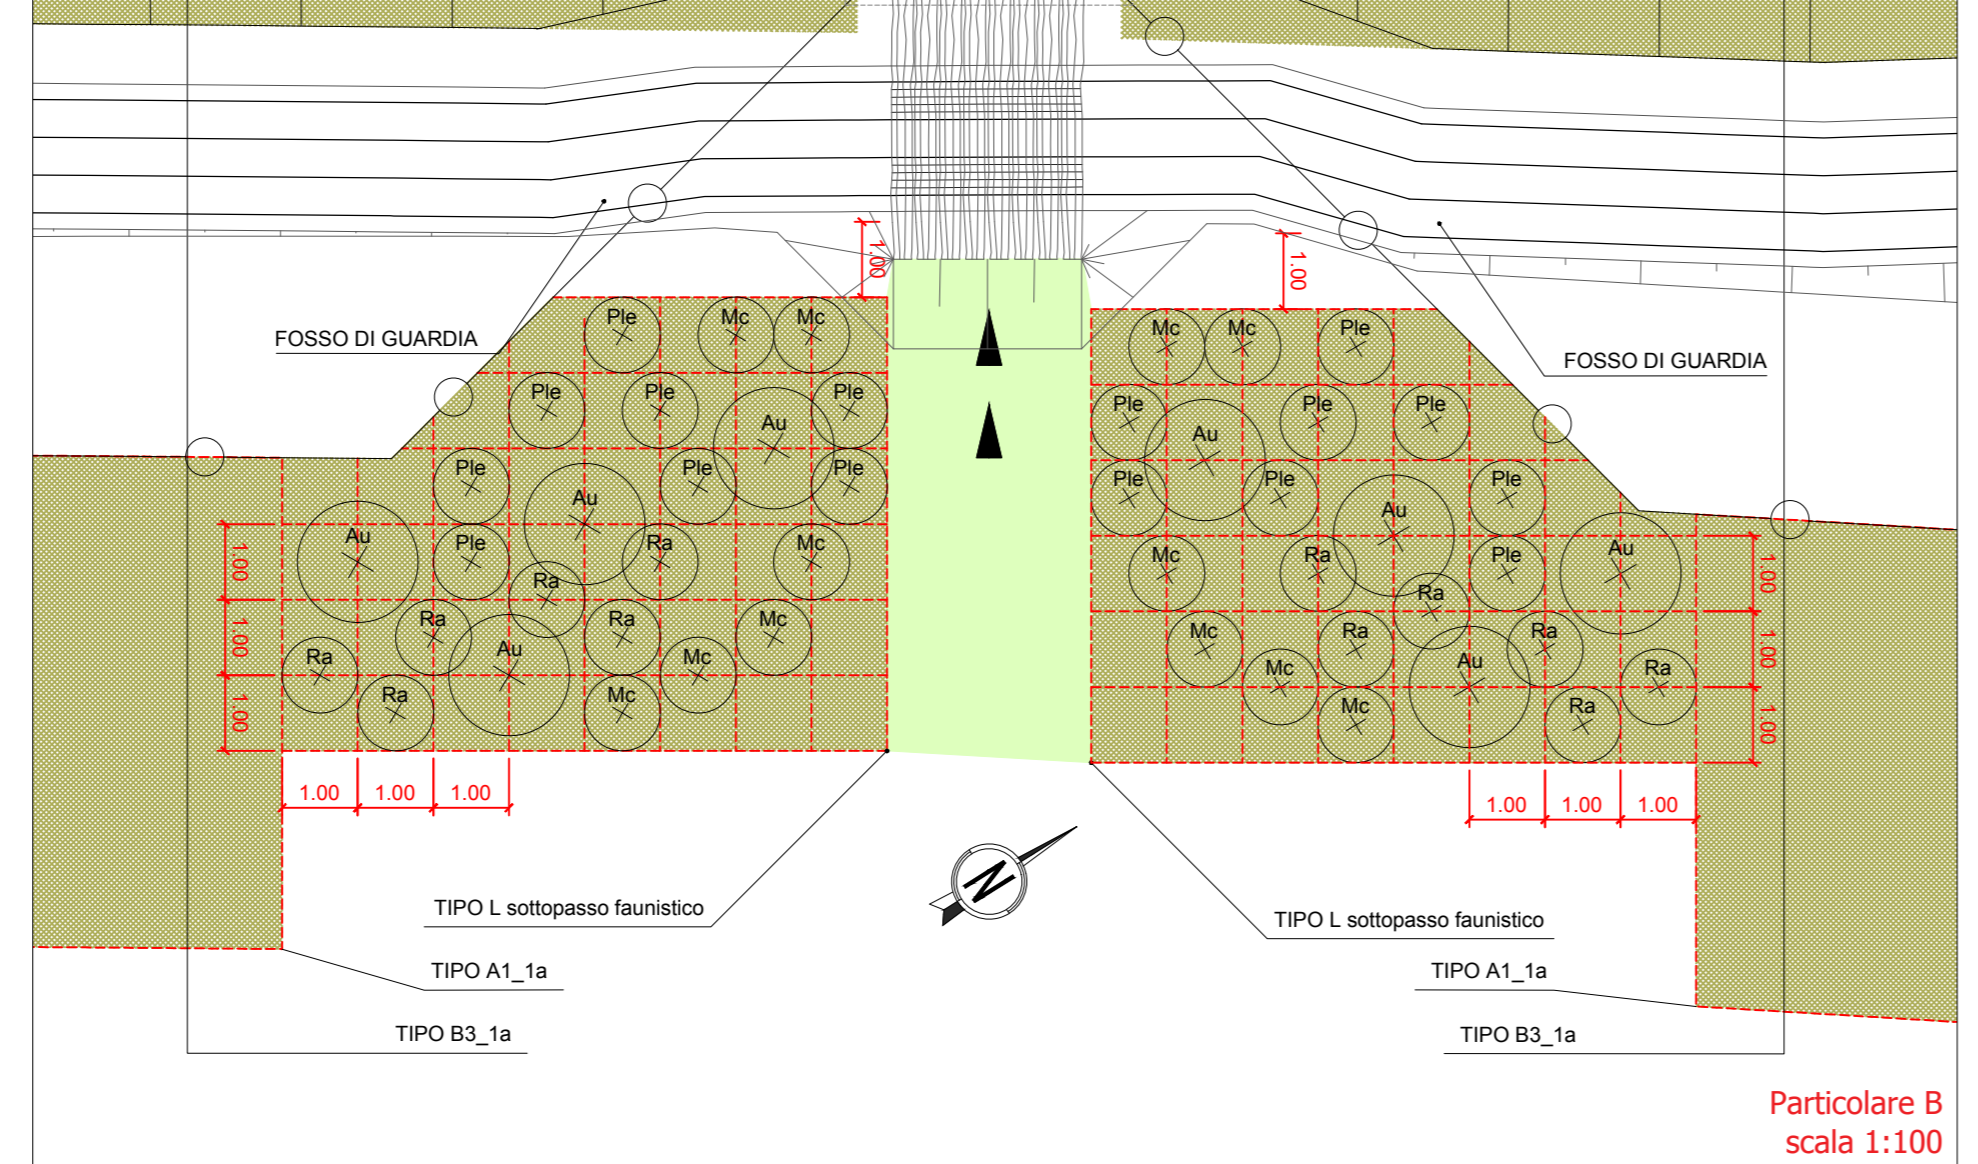 1.00
1.00
Ple Mc Mc
Mc Mc Ple
FOSSO DI GUARDIA
FOSSO DI GUARDIA
Ple Ple Au Ple
Ple Au Ple Ple
Ple Au Ple Ple
Ple Ple Au Ple
Au Ple Ra Ra Mc
Mc Ra Ra Ple Au
1.00
1.00
Ra Ra Au Ra Mc Mc
Mc Mc Ra Au Ra Ra
1.00
1.00
Ra Mc
Mc Ra
1.00
1.00
1.00 1.00 1.00
1.00 1.00 1.00
N
TIPO L sottopasso faunistico
TIPO L sottopasso faunistico
TIPO A1_1a
TIPO A1_1a
TIPO B3_1a
TIPO B3_1a
Particolare B
scala 1:100